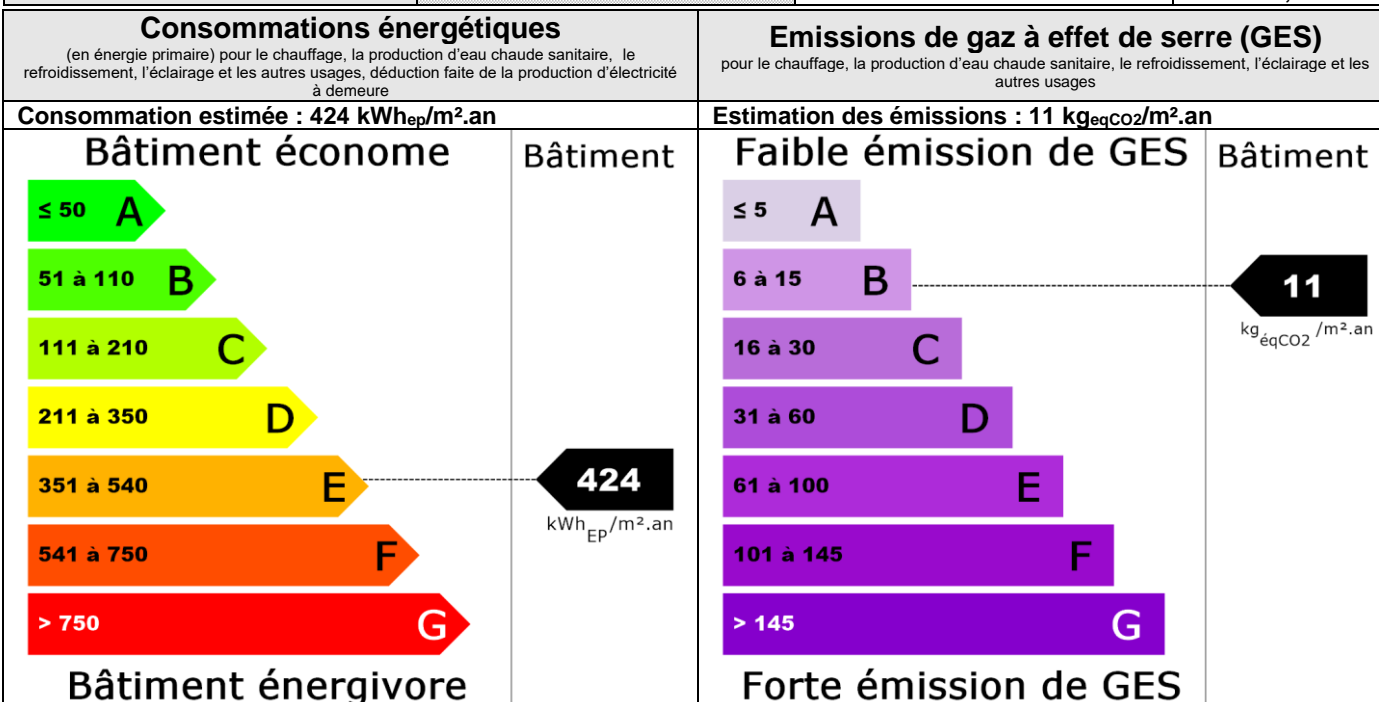 Consommations énergétiques
(en énergie primaire) pour le chauffage, la production d'eau chaude sanitaire, le
refroidissement, l'éclairage et les autres usages, déduction faite de la production d'électricité
à demeure
Consommation estimée : 424 kWhep/m².an
Bâtiment économe
Bâtiment
≤ 50 A
51 à 110 B
111 à 210 C
211 à 350 D
351 à 540 E
424
kWhEP/m².an
541 à 750 F
> 750 G
Bâtiment énergivore
Emissions de gaz à effet de serre (GES)
pour le chauffage, la production d'eau chaude sanitaire, le refroidissement, l'éclairage et les
autres usages
Estimation des émissions : 11 kgeqCO2/m².an
Faible émission de GES
Bâtiment
≤ 5 A
6 à 15 B
11
kgéqCO2/m².an
16 à 30 C
31 à 60 D
61 à 100 E
101 à 145 F
> 145 G
Forte émission de GES